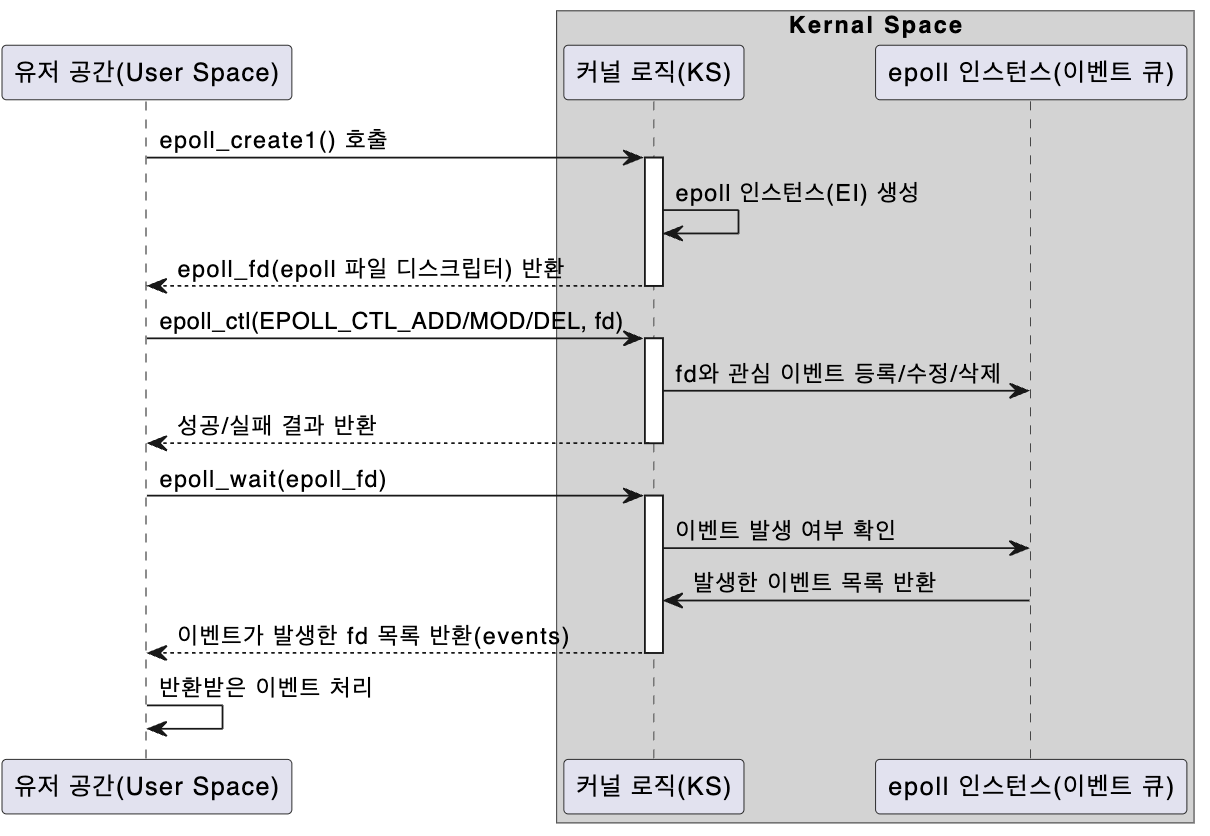 Kernal Space
유저 공간(User Space)
커널 로직(KS)
epoll 인스턴스(이벤트 큐)
epoll_create1() 호출
epoll 인스턴스(EI) 생성
epoll_fd(epoll 파일 디스크립터) 반환
epoll_ctl(EPOLL_CTL_ADD/MOD/DEL, fd)
fd와 관심 이벤트 등록/수정/삭제
성공/실패 결과 반환
epoll_wait(epoll_fd)
이벤트 발생 여부 확인
발생한 이벤트 목록 반환
이벤트가 발생한 fd 목록 반환(events)
반환받은 이벤트 처리
유저 공간(User Space)
커널 로직(KS)
epoll 인스턴스(이벤트 큐)